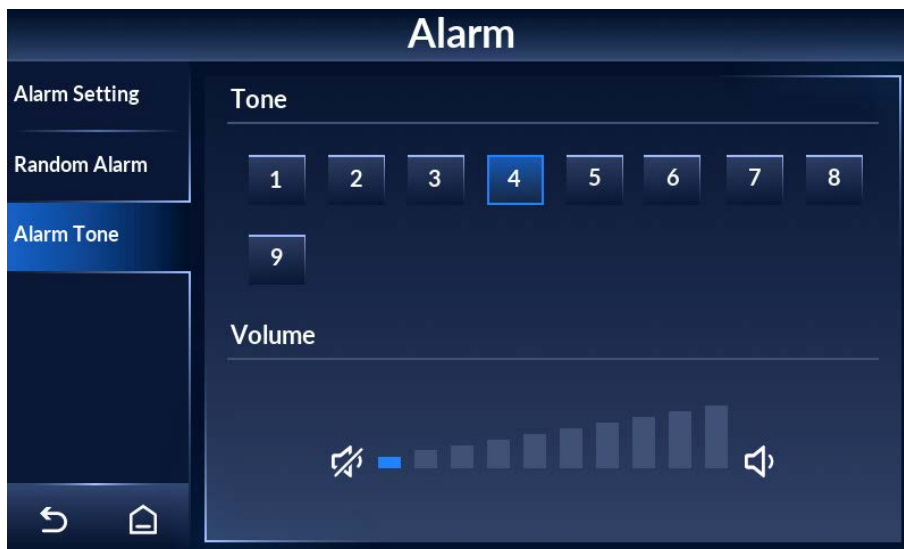 Alarm
Alarm Setting
Random Alarm
Alarm Tone
Tone
1 2 3 4 5 6 7 8
9
Volume